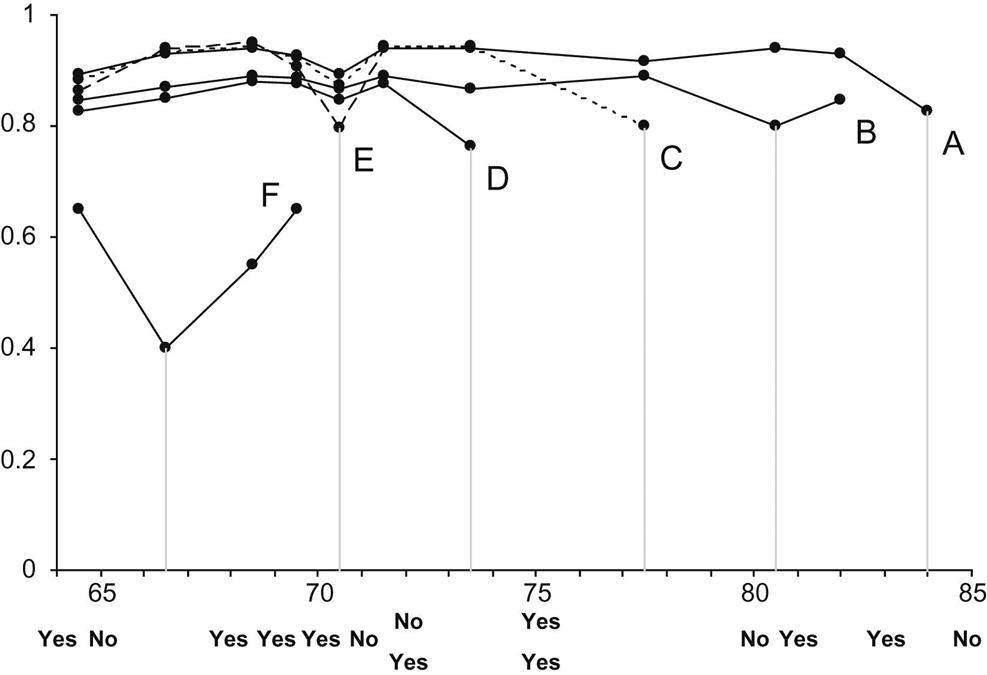 1
0.8
E
D
C
B
A
0.6
F
0.4
0.2
0
65 70 75 80 85
Yes No Yes Yes Yes No No Yes No Yes Yes No
Yes Yes